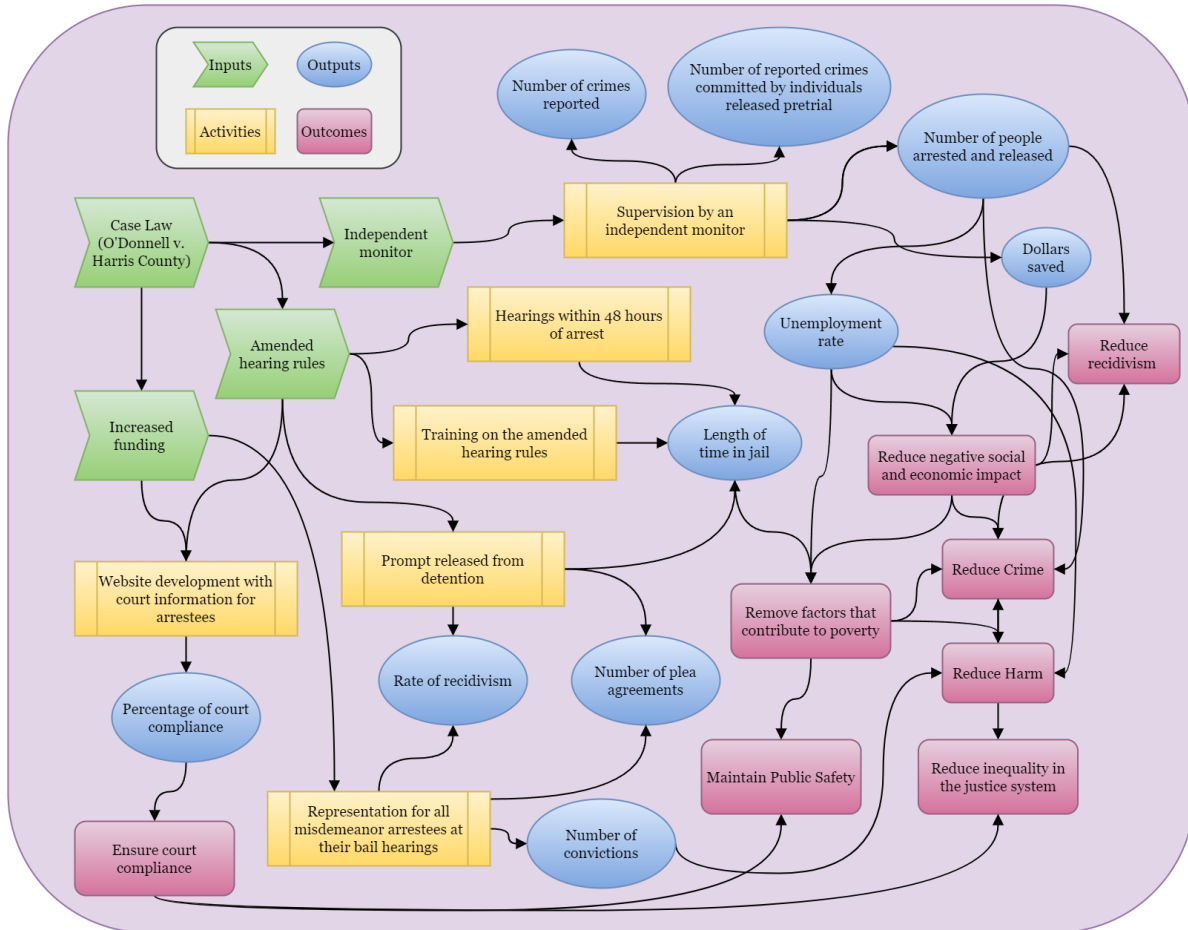 Inputs
Outputs
Activities
Outcomes
Number of crimes
reported
Number of reported crimes
committed by individuals
released pretrial
Number of people
arrested and released
Case Law
(O'Donnell v.
Harris County)
Independent
monitor
Supervision by an
independent monitor
Dollars
saved
Amended
hearing rules
Hearings within 48 hours
of arrest
Unemployment
rate
Reduce
recidivism
Increased
funding
Training on the amended
hearing rules
Length of
time in jail
Reduce negative social
and economic impact
Website development with
court information for
arrestees
Prompt released from
detention
Remove factors that
contribute to poverty
Reduce Crime
Rate of recidivism
Number of plea
agreements
Reduce Harm
Percentage of court
compliance
Maintain Public Safety
Reduce inequality in
the justice system
Ensure court
compliance
Representation for all
misdemeanor arrestees at
their bail hearings
Number of
convictions